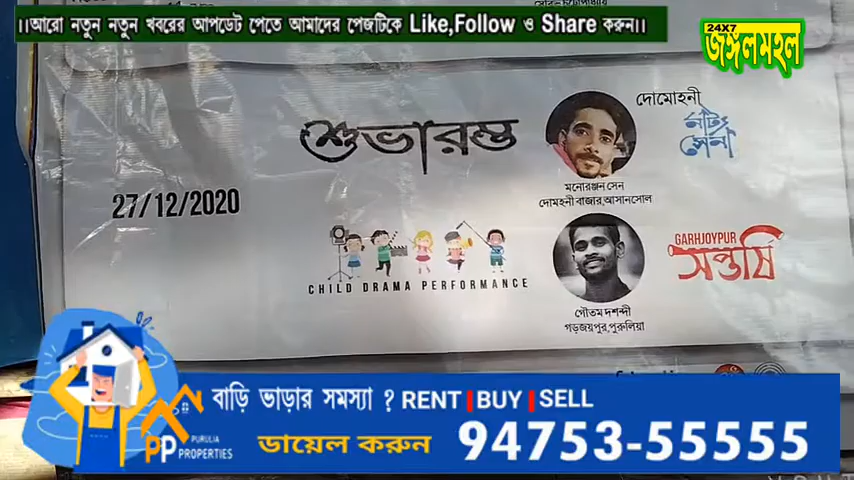 ।।আরো নতুন নতুন খবরের আপডেট পেতে আমাদের পেজটিকে Like,Follow ও Share করুন।।
24X7
জঙ্গলমহল
শুভারম্ভ
27/12/2020
দোমোহনী
নাট্য সেনা
মনোরঞ্জন সেন
দোমহনী বাজার,আসানসোল
CHILD DRAMA PERFORMANCE
GARHJOYPUR
সপ্তর্ষি
গৌতম দশব্দী
গড়জয়পুর,পুরুলিয়া
বাড়ি ভাড়ার সমস্যা ? RENT|BUY|SELL
PP PURULIA PROPERTIES
ডায়েল করুন 94753-55555